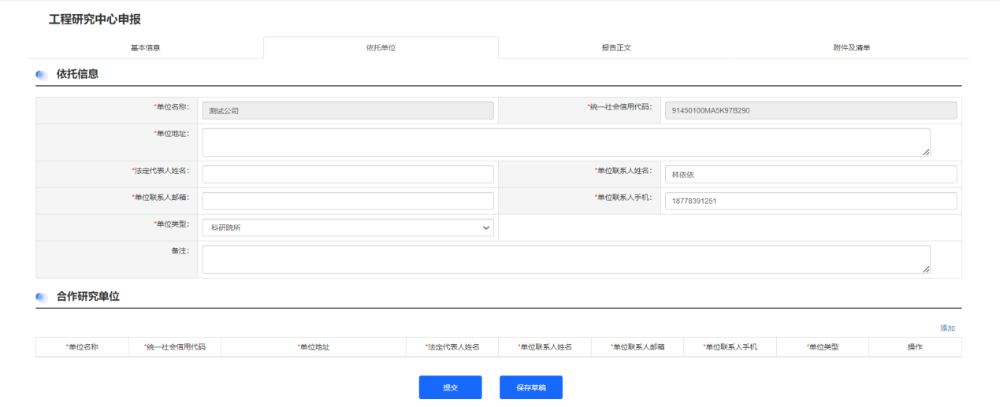 工程研究中心申报
基本信息 依托单位 报告正文 附件及清单
依托信息
*单位名称: 测试公司 *统一社会信用代码: 91450100MA5K97B290
*单位地址:
*法定代表人姓名: *单位联系人姓名: 林依依
*单位联系人邮箱: *单位联系人手机: 18778391251
*单位类型: 科研院所
备注:
合作研究单位
添加
*单位名称 *统一社会信用代码 *单位地址 *法定代表人姓名 *单位联系人姓名 *单位联系人邮箱 *单位联系人手机 *单位类型 操作
提交 保存草稿